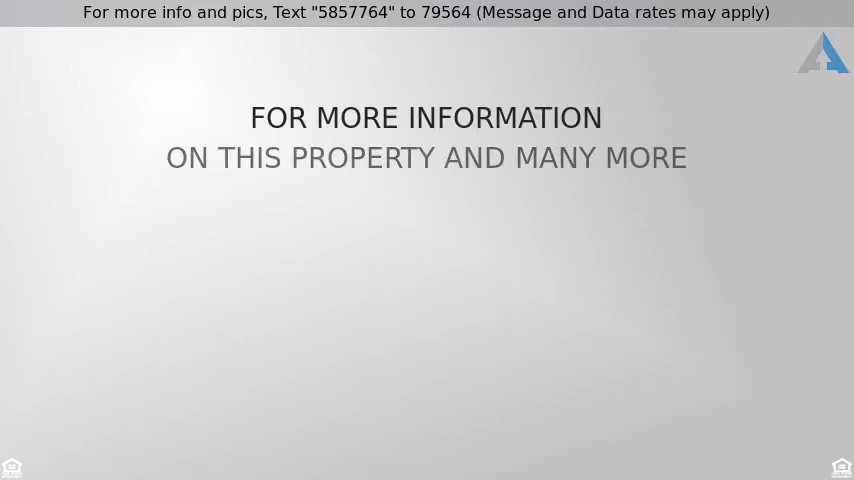 For more info and pics, Text "5857764" to 79564 (Message and Data rates may apply)
FOR MORE INFORMATION
ON THIS PROPERTY AND MANY MORE